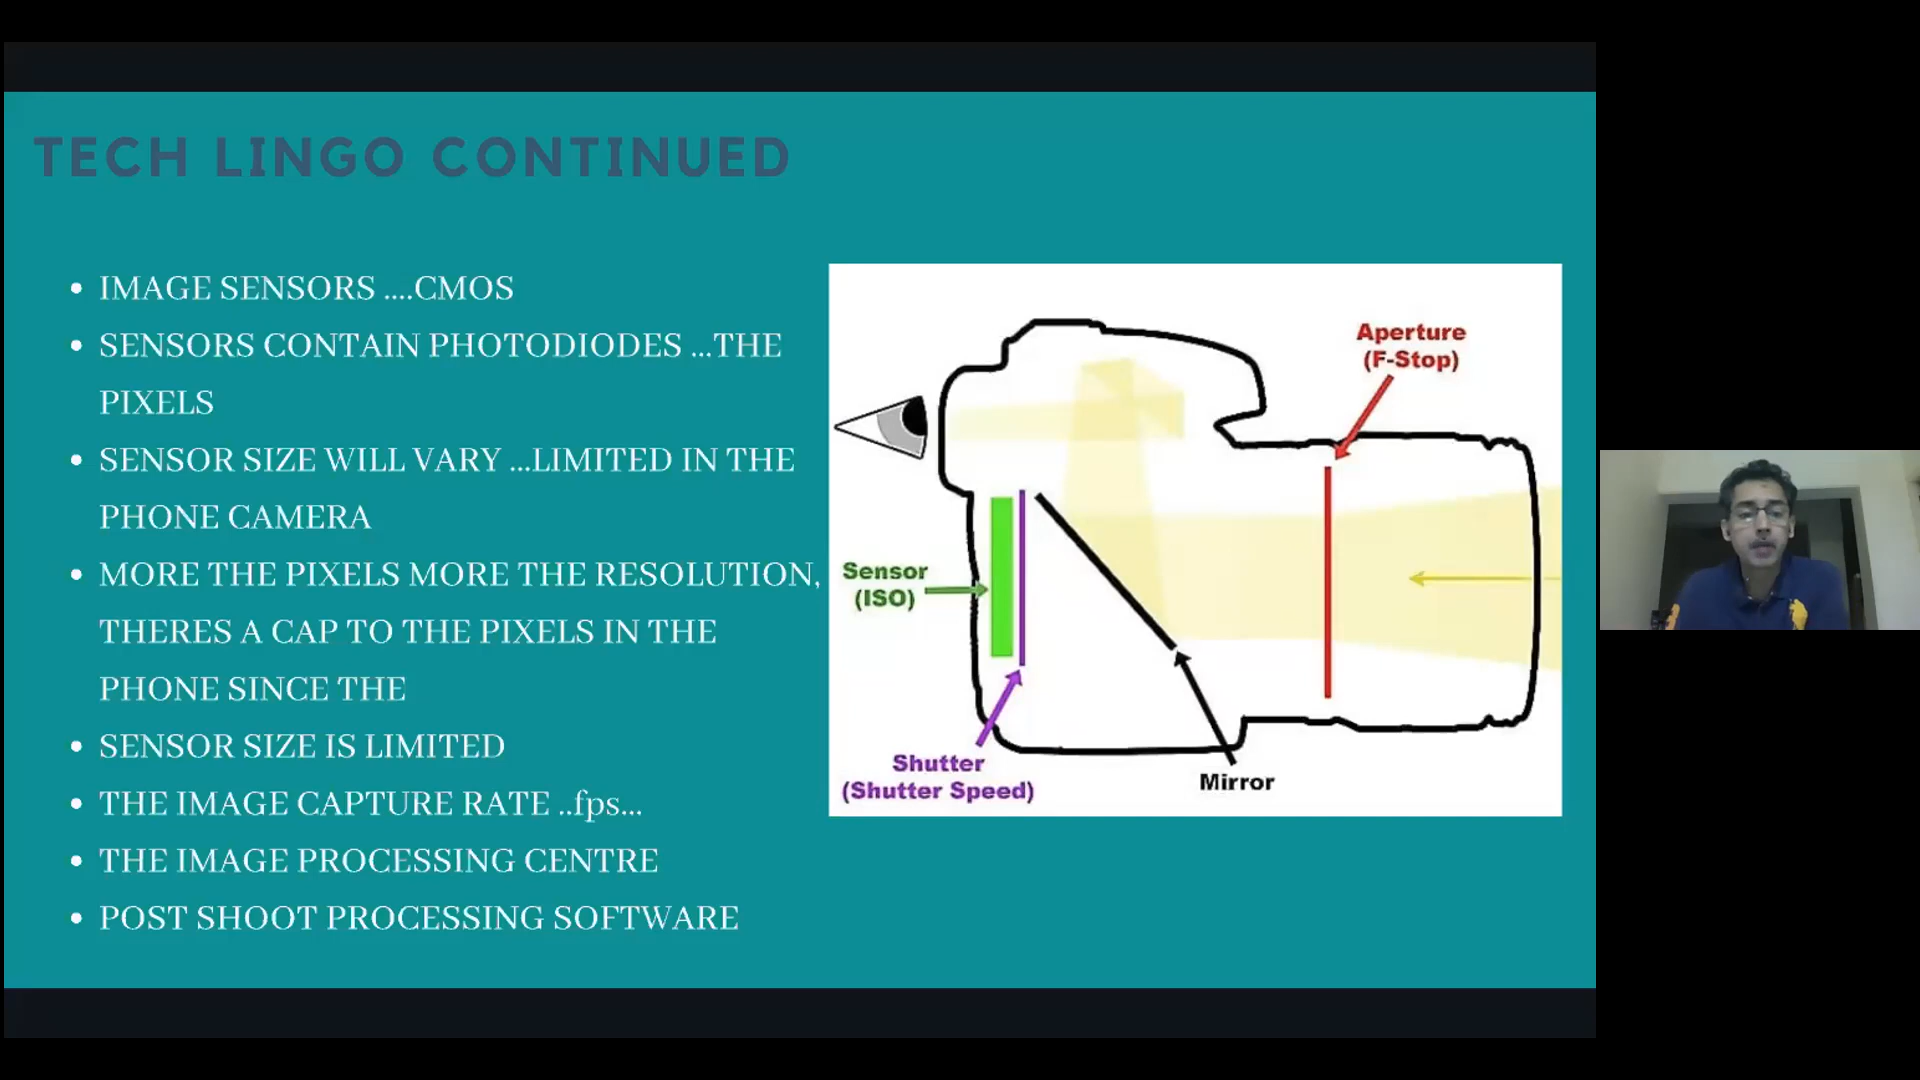 TECH LINGO CONTINUED
IMAGE SENSORS ....CMOS
SENSORS CONTAIN PHOTODIODES ...THE
PIXELS
SENSOR SIZE WILL VARY ...LIMITED IN THE
PHONE CAMERA
MORE THE PIXELS MORE THE RESOLUTION,
THERES A CAP TO THE PIXELS IN THE
PHONE SINCE THE
SENSOR SIZE IS LIMITED
THE IMAGE CAPTURE RATE ..fps...
THE IMAGE PROCESSING CENTRE
POST SHOOT PROCESSING SOFTWARE
Aperture
(F-Stop)
Sensor
(ISO)
Shutter
(Shutter Speed)
Mirror